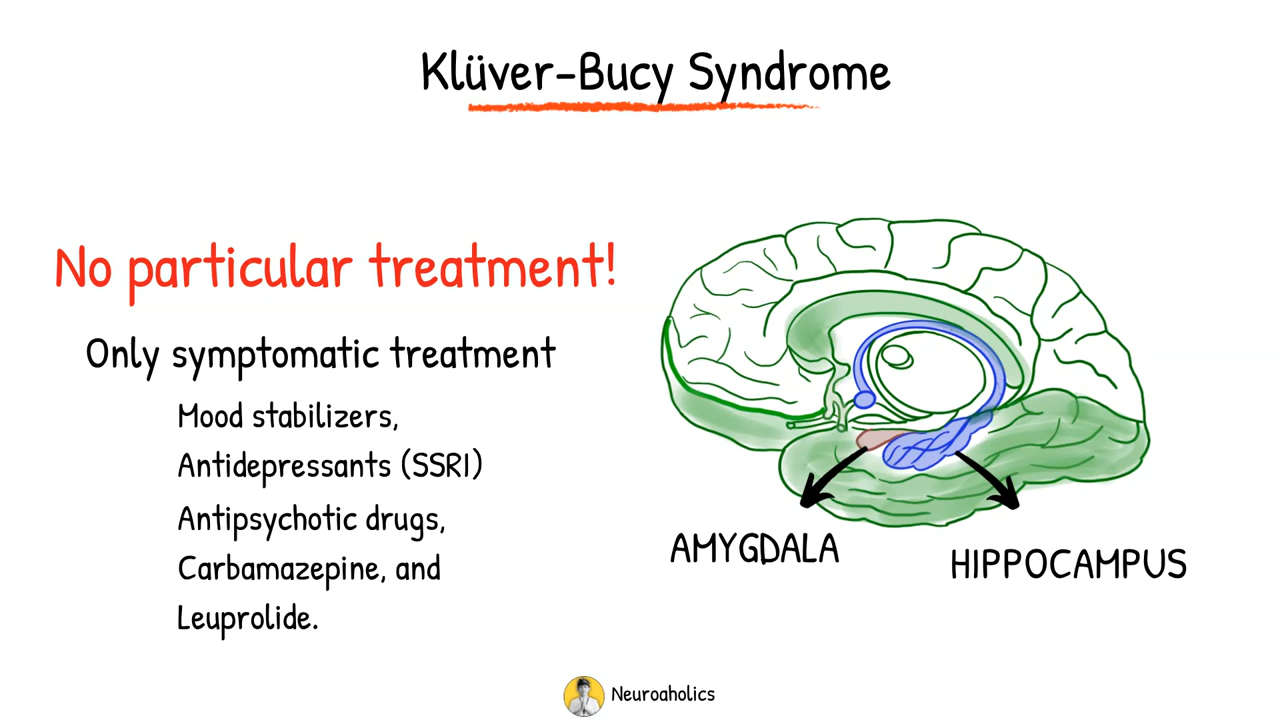 Klüver-Bucy Syndrome
No particular treatment!
Only symptomatic treatment
Mood stabilizers,
Antidepressants (SSRI)
Antipsychotic drugs,
Carbamazepine, and
Leuprolide.
AMYGDALA
HIPPOCAMPUS
Neuroaholics